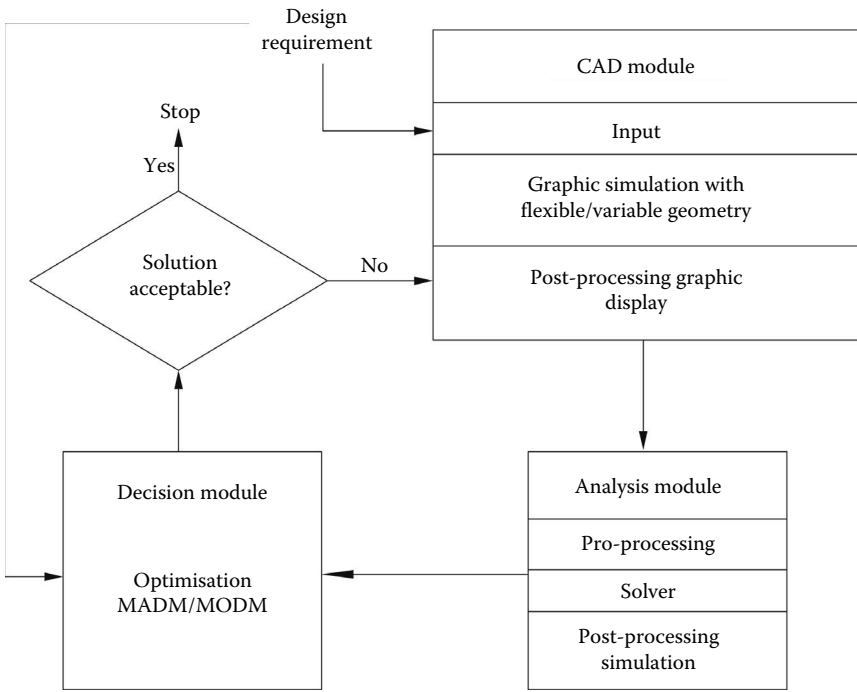 Design
requirement
CAD module
Input
Graphic simulation with
flexible/variable geometry
Post-processing graphic
display
Stop
Yes
Solution
acceptable?
No
Decision module
Optimisation
MADM/MODM
Analysis module
Pro-processing
Solver
Post-processing
simulation